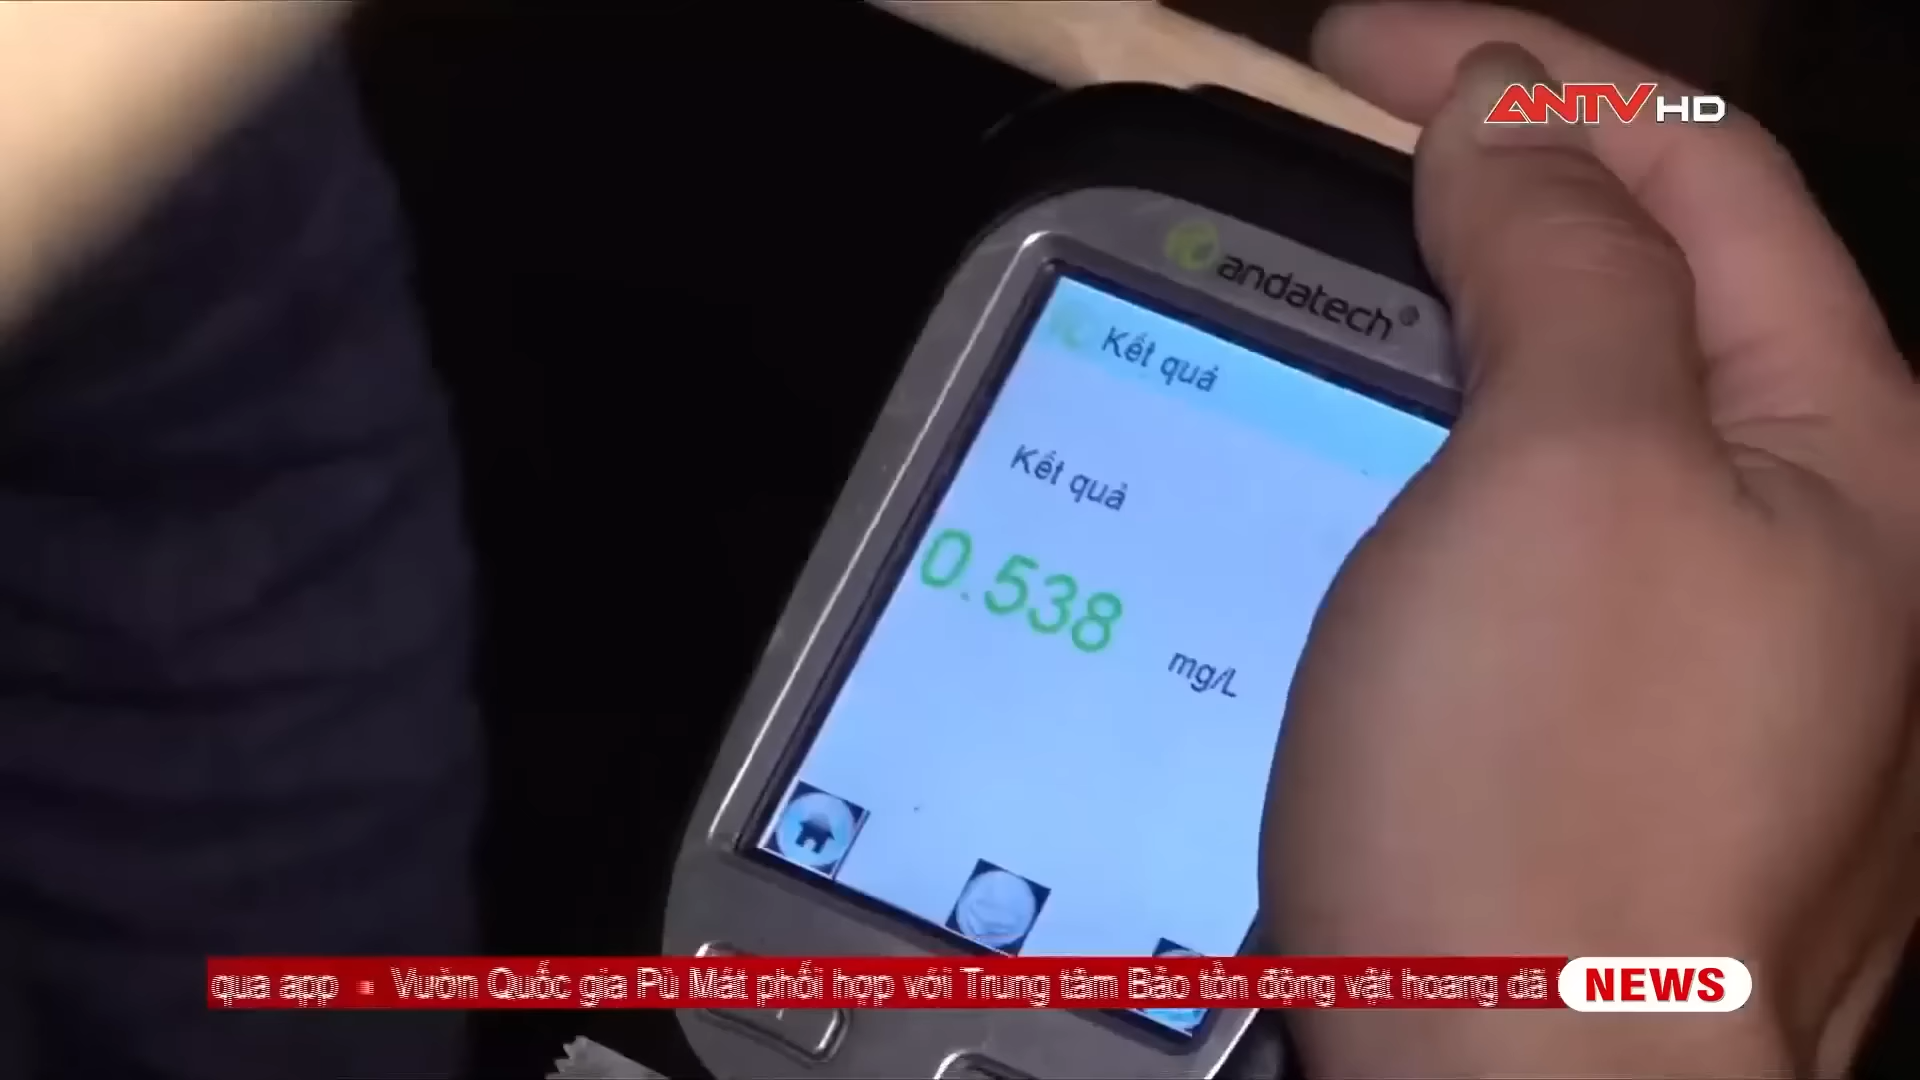 ANTV HD
andatech®
Kết quả
Kết quả
0.538
mg/L
qua app ▪ Vườn Quốc gia Pù Mát phối hợp với Trung tâm Bảo tồn động vật hoang dã
NEWS